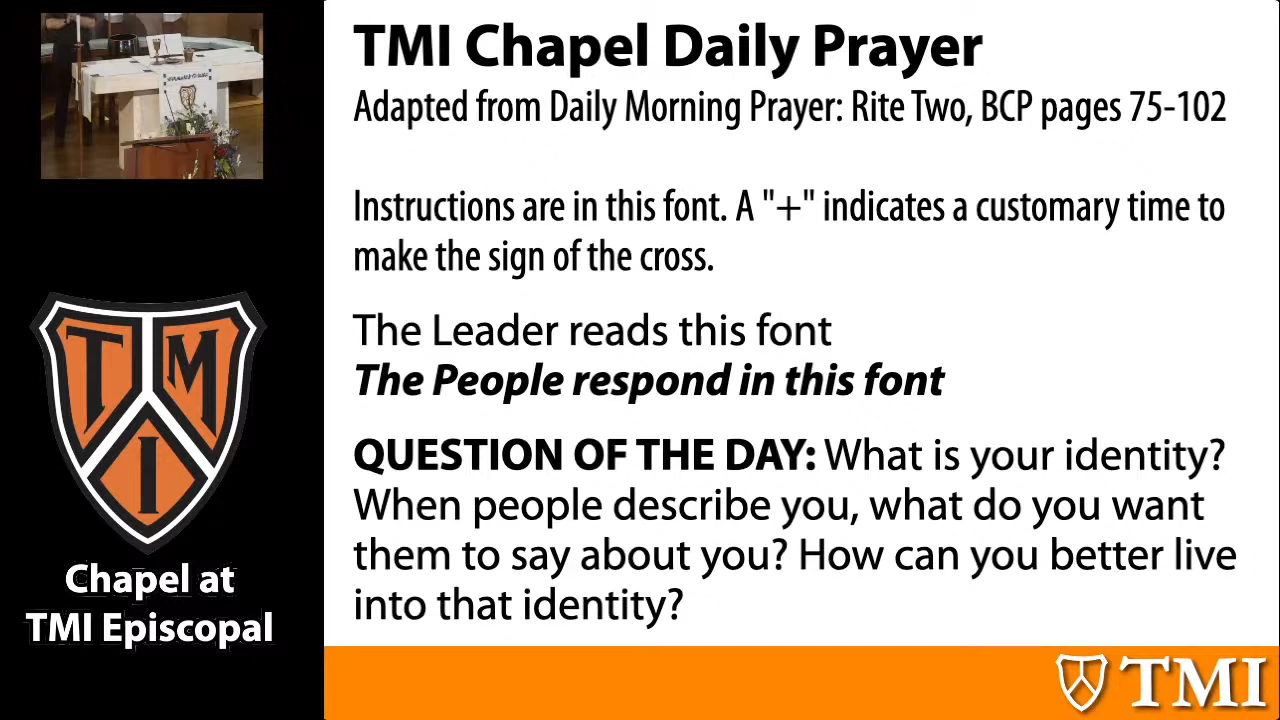 TMI Chapel Daily Prayer
Adapted from Daily Morning Prayer: Rite Two, BCP pages 75-102
Instructions are in this font. A "+" indicates a customary time to
make the sign of the cross.
The Leader reads this font
The People respond in this font
QUESTION OF THE DAY: What is your identity?
When people describe you, what do you want
them to say about you? How can you better live
into that identity?
T M
I
Chapel at
TMI Episcopal
TMI